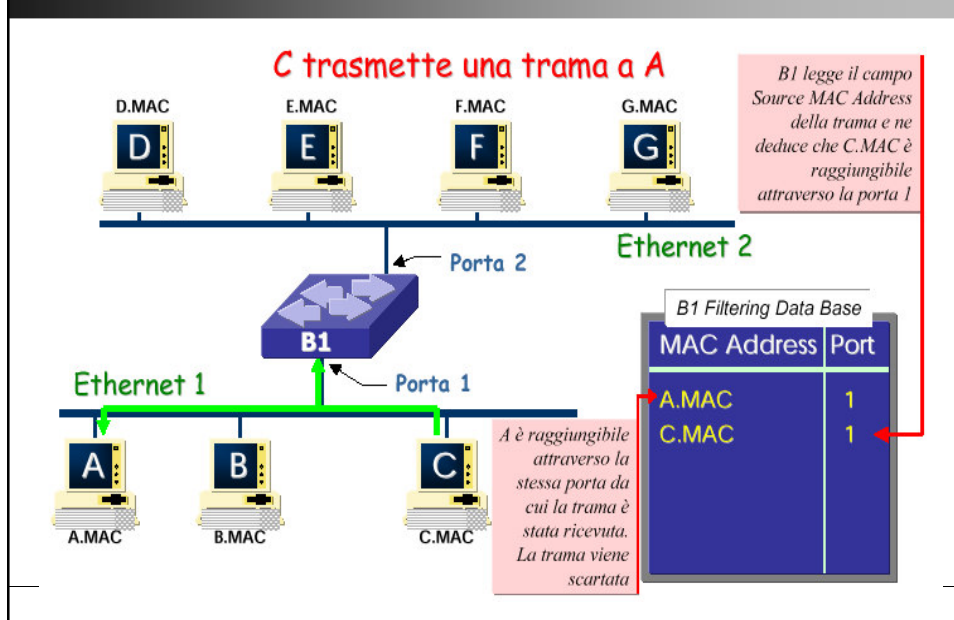 C trasmette una trama a A
B1 legge il campo
Source MAC Address
della trama e ne
deduce che C.MAC è
raggiungibile
attraverso la porta 1
D.MAC
E.MAC
F.MAC
G.MAC
D
E
F
G
Ethernet 2
Porta 2
B1
Porta 1
Ethernet 1
A
B
C
A.MAC
B.MAC
C.MAC
A è raggiungibile
attraverso la
stessa porta da
cui la trama è
stata ricevuta.
La trama viene
scartata
B1 Filtering Data Base
MAC Address Port
A.MAC 1
C.MAC 1